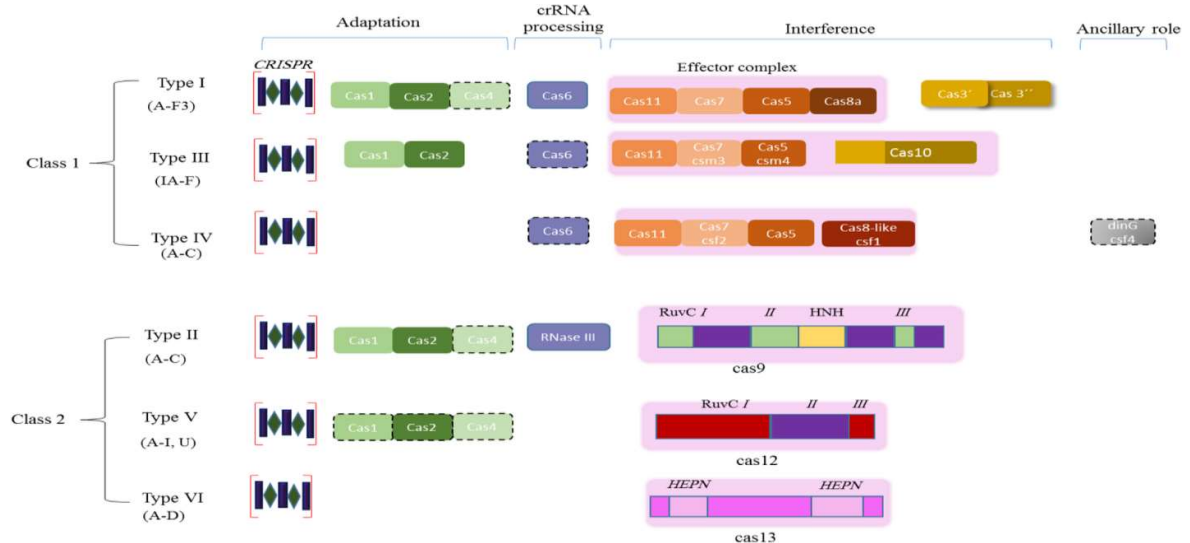 Adaptation
crRNA
processing
Interference
Ancillary role
CRISPR
Effector complex
Class 1
Type I
(A-F3)
Cas1
Cas2
Cas4
Cas6
Cas11
Cas7
Cas5
Cas8a
Cas3´
Cas 3´´
Type III
(IA-F)
Cas1
Cas2
Cas6
Cas11
Cas7
csm3
Cas5
csm4
Cas10
Type IV
(A-C)
Cas6
Cas11
Cas7
csf2
Cas5
Cas8-like
csf1
dinG
csf4
Class 2
Type II
(A-C)
Cas1
Cas2
Cas4
RNase III
RuvC I
II
HNH
III
cas9
Type V
(A-I, U)
Cas1
Cas2
Cas4
RuvC I
II
III
cas12
Type VI
(A-D)
HEPN
HEPN
cas13